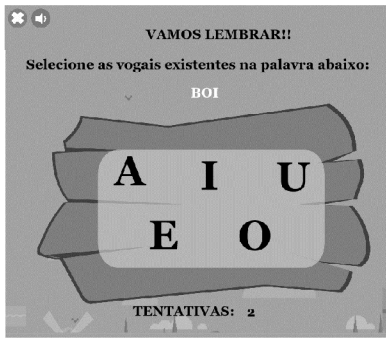 VAMOS LEMBRAR!!
Selecione as vogais existentes na palavra abaixo:
BOI
A I U
E O
TENTATIVAS: 2